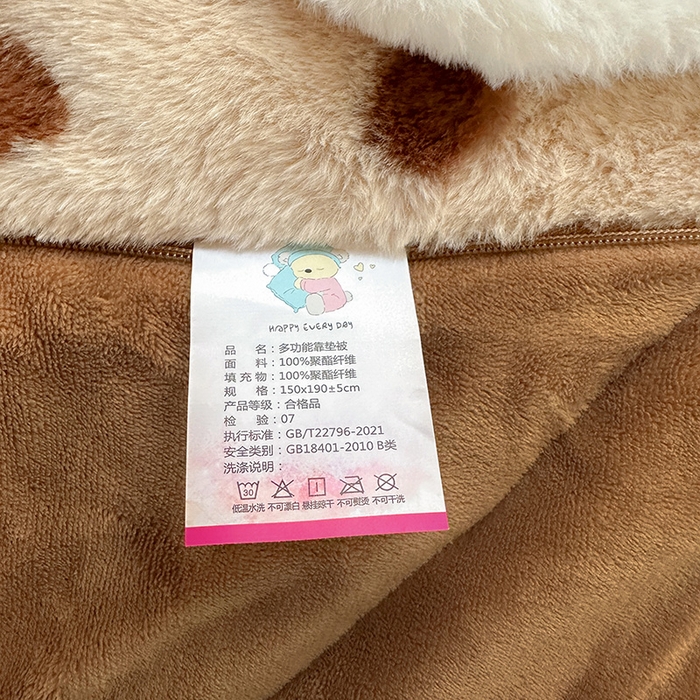 HAPPY EVERY DAY
品 名：多功能靠垫被
面 料：100%聚酯纤维
填 充 物：100%聚酯纤维
规 格：150x190±5cm
产品等级：合格品
检 验：07
执行标准：GB/T22796-2021
安全类别：GB18401-2010 B类
洗涤说明：
30
低温水洗 不可漂白 悬挂晾干 不可熨烫 不可干洗